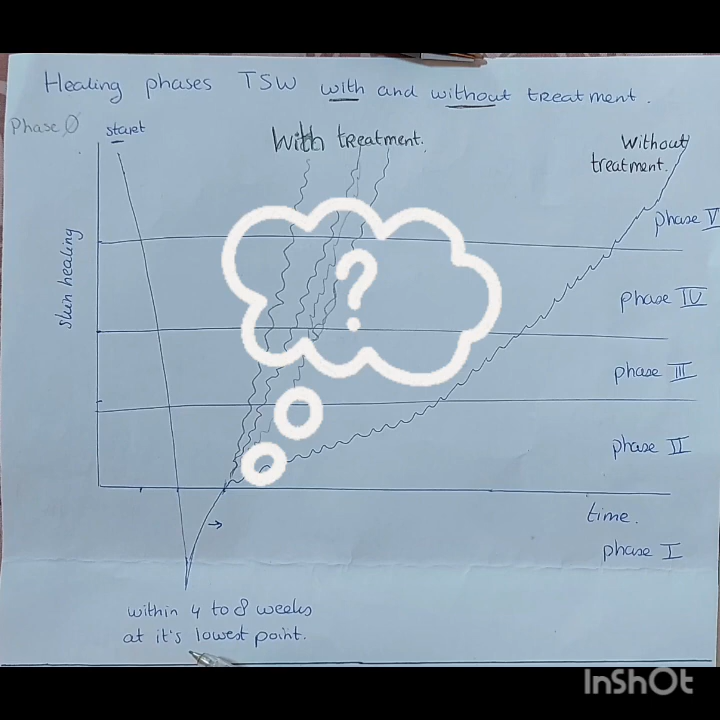 Healing phases TSW with and without treatment.
Phase 0
start
With treatment.
Without
treatment.
phase V
skin healing
?
phase IV
phase III
phase II
time.
phase I
within 4 to 8 weeks
at it's lowest point.
InShOt